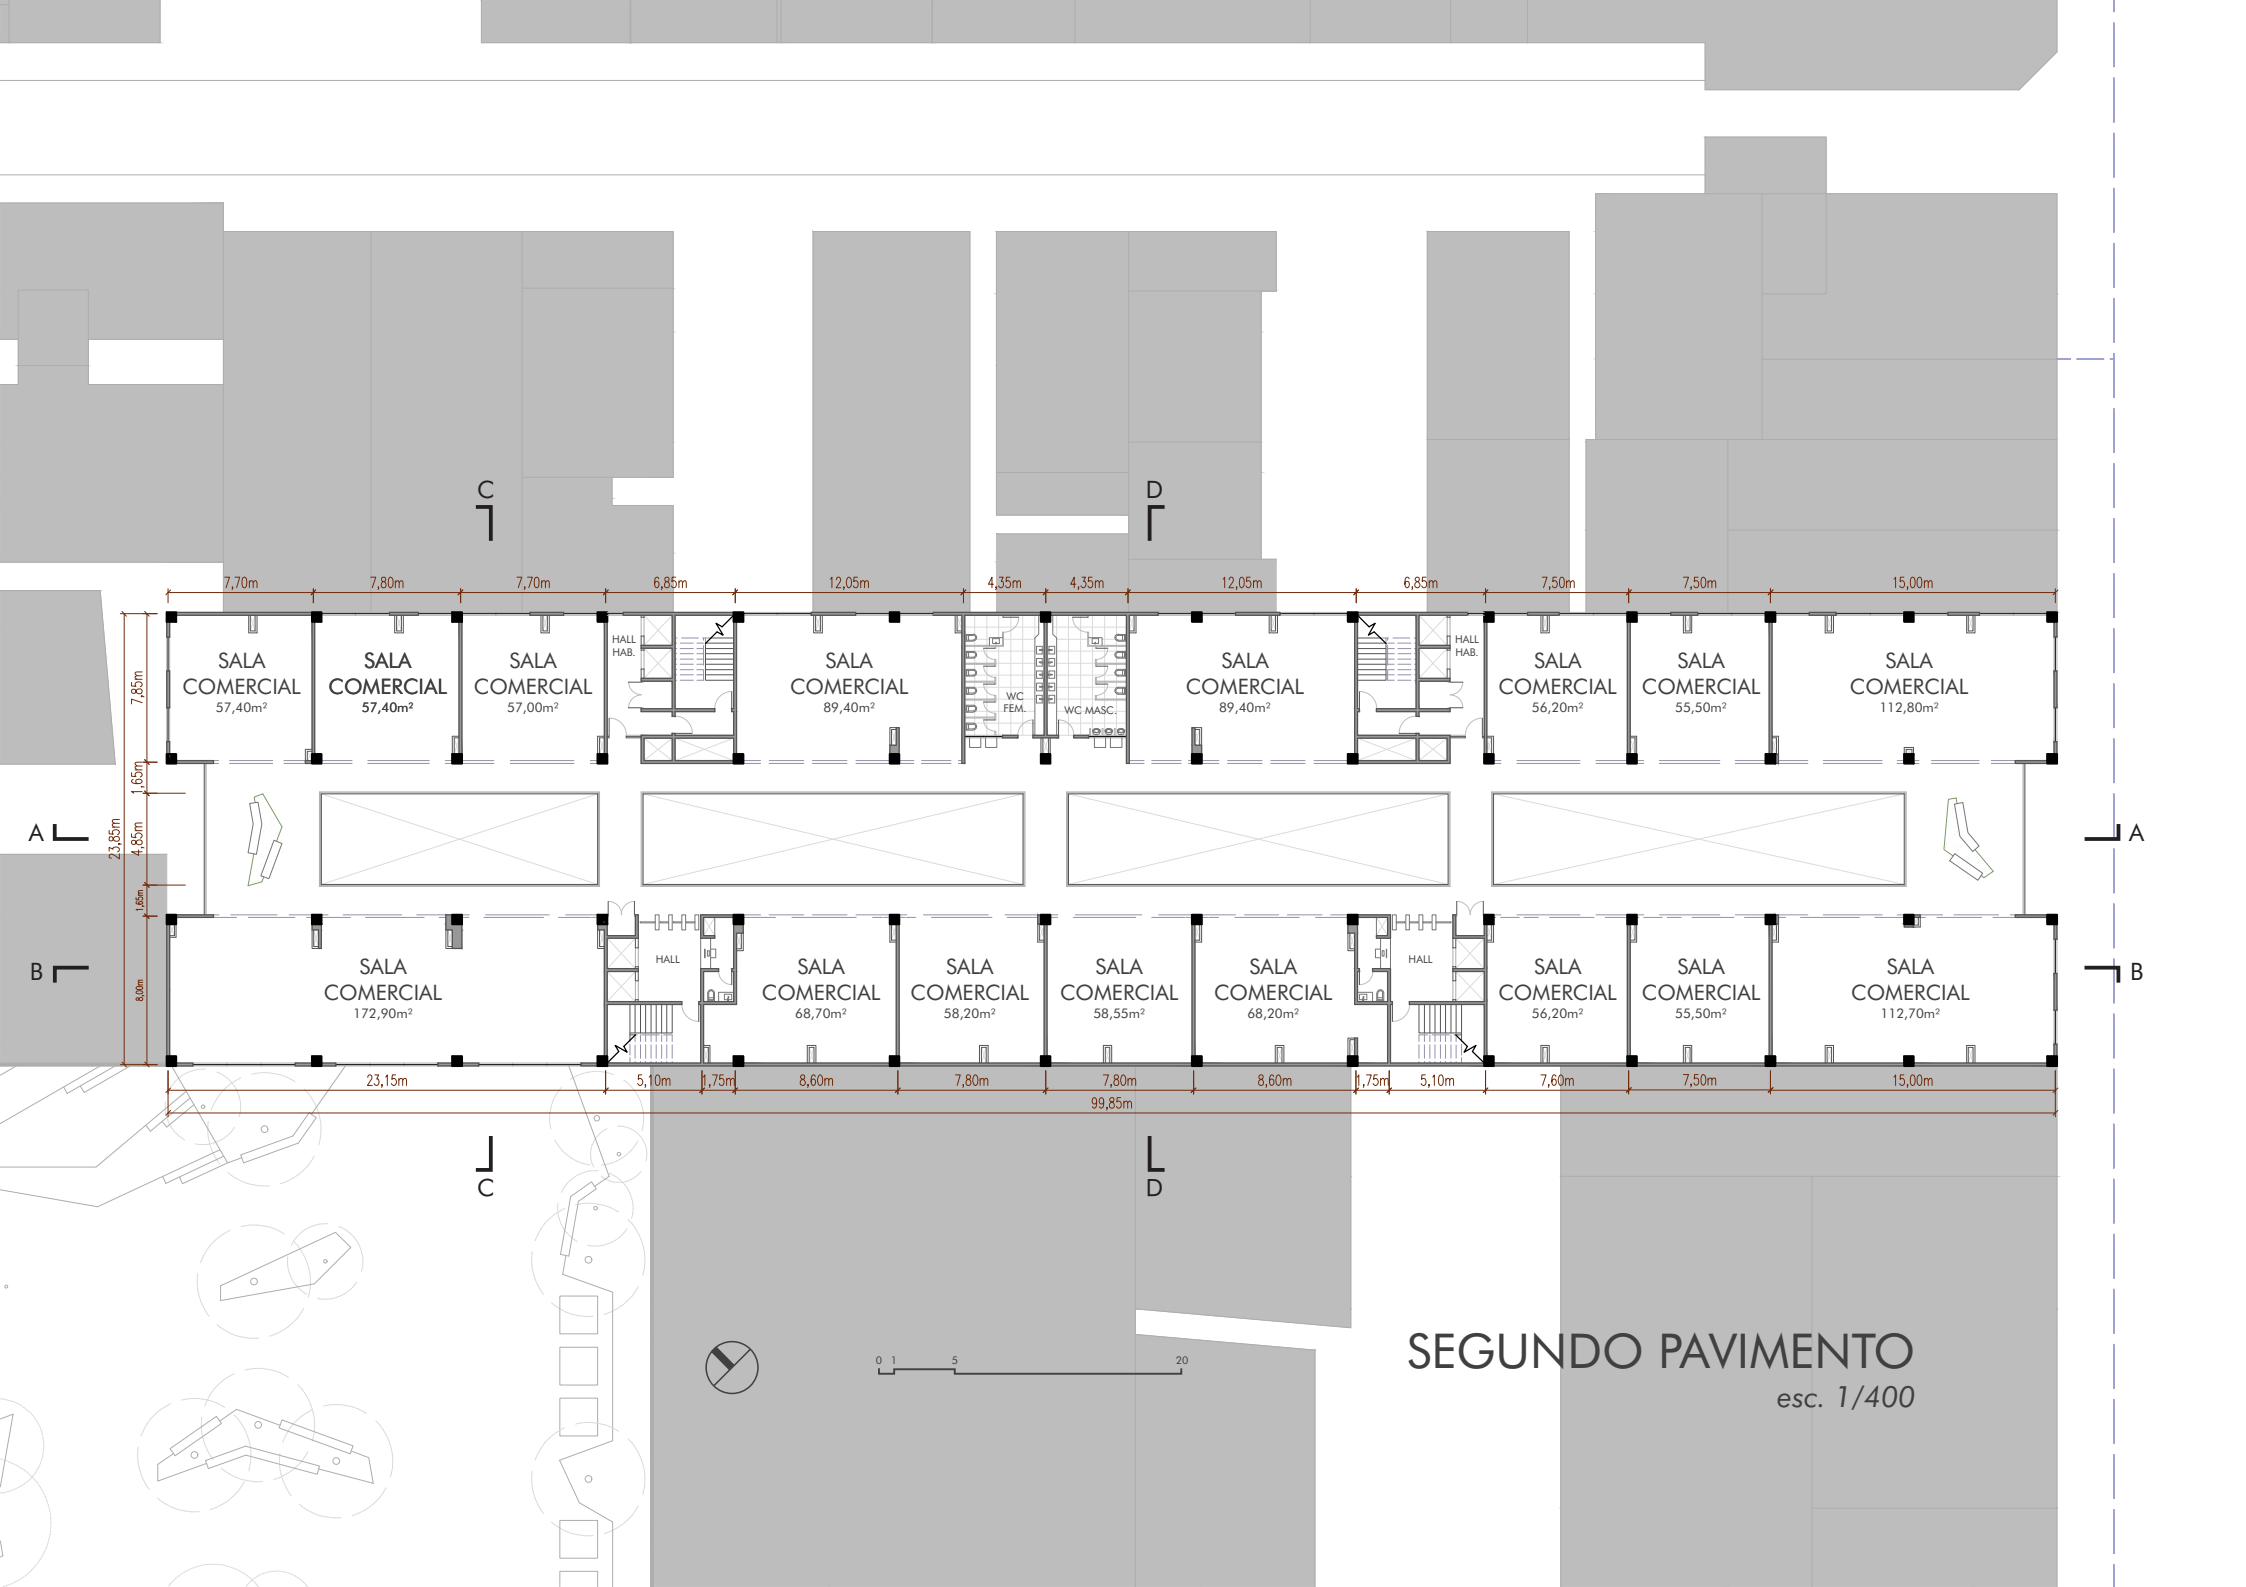 C
D
7,70m
7,80m
7,70m
6,85m
12,05m
4,35m
4,35m
12,05m
6,85m
7,50m
7,50m
15,00m
7,85m
1,65m
4,85m
1,65m
8,00m
23,85m
SALA
COMERCIAL
57,40m²
SALA
COMERCIAL
57,40m²
SALA
COMERCIAL
57,00m²
HALL
HAB.
SALA
COMERCIAL
89,40m²
WC
FEM.
WC MASC.
SALA
COMERCIAL
89,40m²
HALL
HAB.
SALA
COMERCIAL
56,20m²
SALA
COMERCIAL
55,50m²
SALA
COMERCIAL
112,80m²
A
A
B
B
SALA
COMERCIAL
172,90m²
HALL
SALA
COMERCIAL
68,70m²
SALA
COMERCIAL
58,20m²
SALA
COMERCIAL
58,55m²
SALA
COMERCIAL
68,20m²
HALL
SALA
COMERCIAL
56,20m²
SALA
COMERCIAL
55,50m²
SALA
COMERCIAL
112,70m²
23,15m
5,10m
1,75m
8,60m
7,80m
7,80m
8,60m
1,75m
5,10m
7,60m
7,50m
15,00m
99,85m
C
D
0 1 5 20
SEGUNDO PAVIMENTO
esc. 1/400